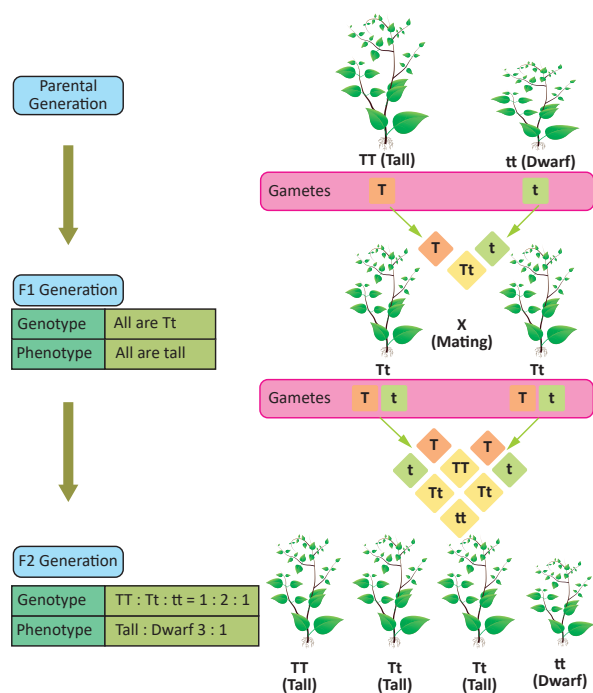 Parental
Generation
TT (Tall)
tt (Dwarf)
Gametes
T
t
T
t
Tt
F1 Generation
Genotype
All are Tt
Phenotype
All are tall
X
(Mating)
Tt
Tt
Gametes
T
t
T
t
T
T
t
TT
t
Tt
Tt
tt
F2 Generation
Genotype
TT : Tt : tt = 1 : 2 : 1
Phenotype
Tall : Dwarf 3 : 1
TT
(Tall)
Tt
(Tall)
Tt
(Tall)
tt
(Dwarf)